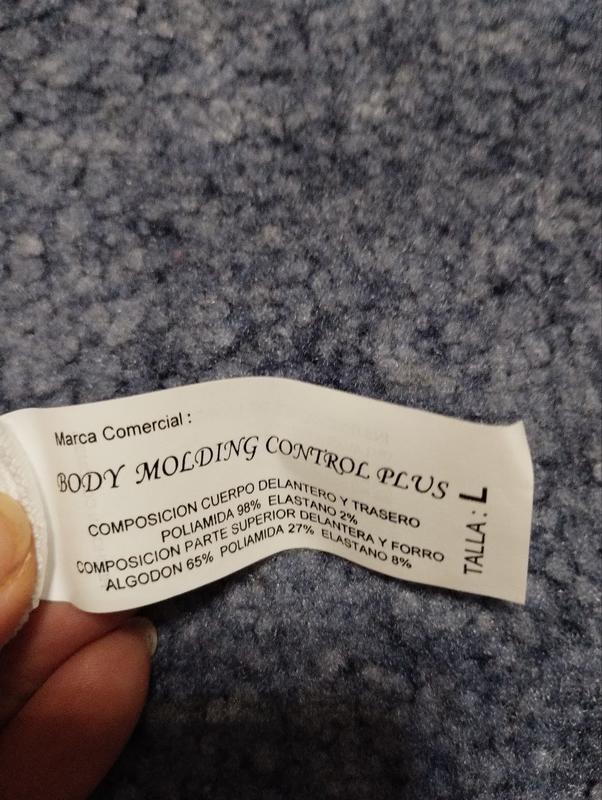 Marca Comercial :
BODY MOLDING CONTROL PLUS
COMPOSICION CUERPO DELANTERO Y TRASERO
POLIAMIDA 98% ELASTANO 2%
COMPOSICION PARTE SUPERIOR DELANTERA Y FORRO
ALGODON 65% POLIAMIDA 27% ELASTANO 8%
TALLA : L